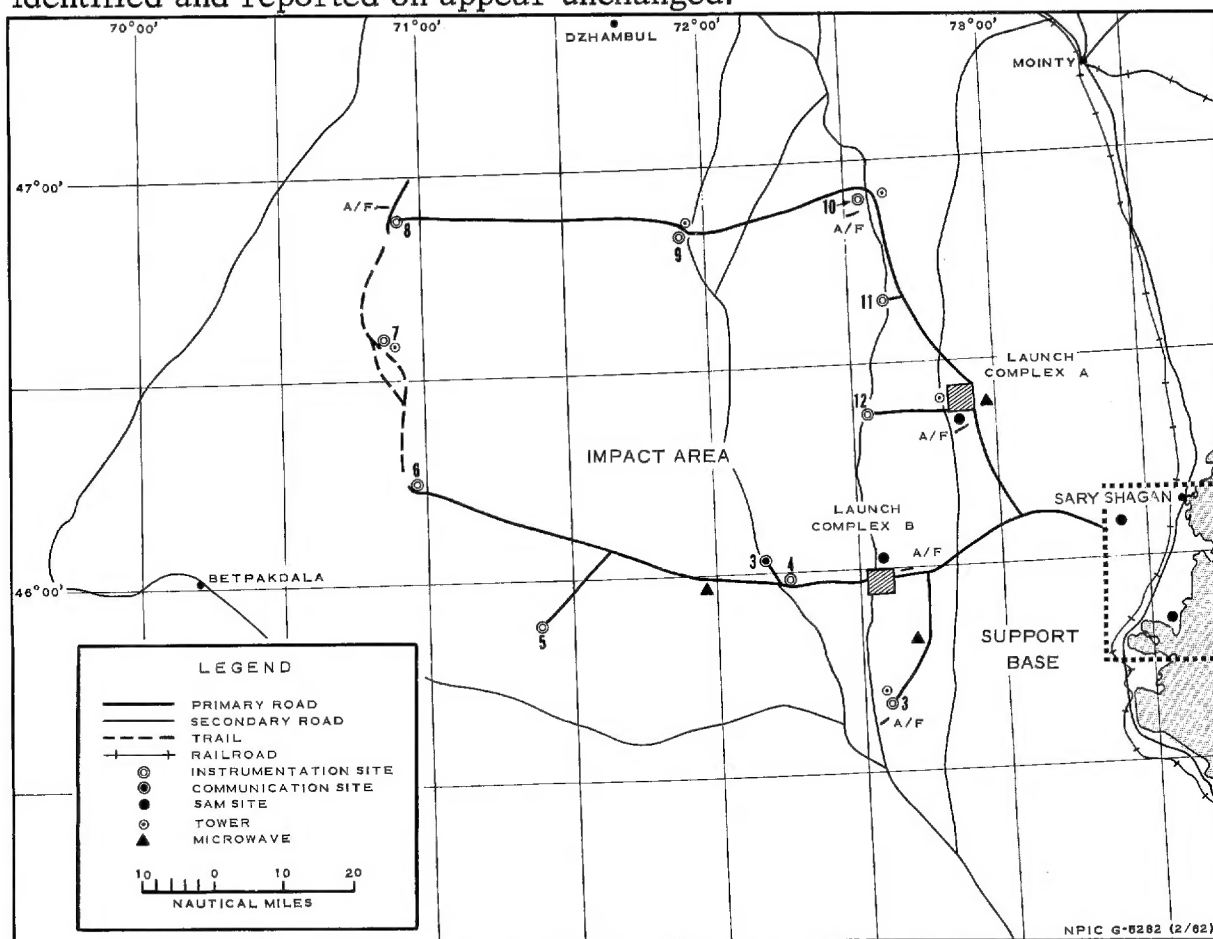 identified and reported on appear unchanged.
70°00'
71°00'
72°00'
73°00'
DZHAMBUL
MOINTY
47°00'
A/F
8
9
10
A/F
11
7
LAUNCH
COMPLEX A
12
A/F
IMPACT AREA
6
SARY SHAGAN
LAUNCH
COMPLEX B
A/F
3
4
BETPAKDALA
46°00'
5
SUPPORT
BASE
3
A/F
LEGEND
PRIMARY ROAD
SECONDARY ROAD
TRAIL
RAILROAD
INSTRUMENTATION SITE
COMMUNICATION SITE
SAM SITE
TOWER
MICROWAVE
10 0 10 20
NAUTICAL MILES
NPIC G-5262 (2/62)